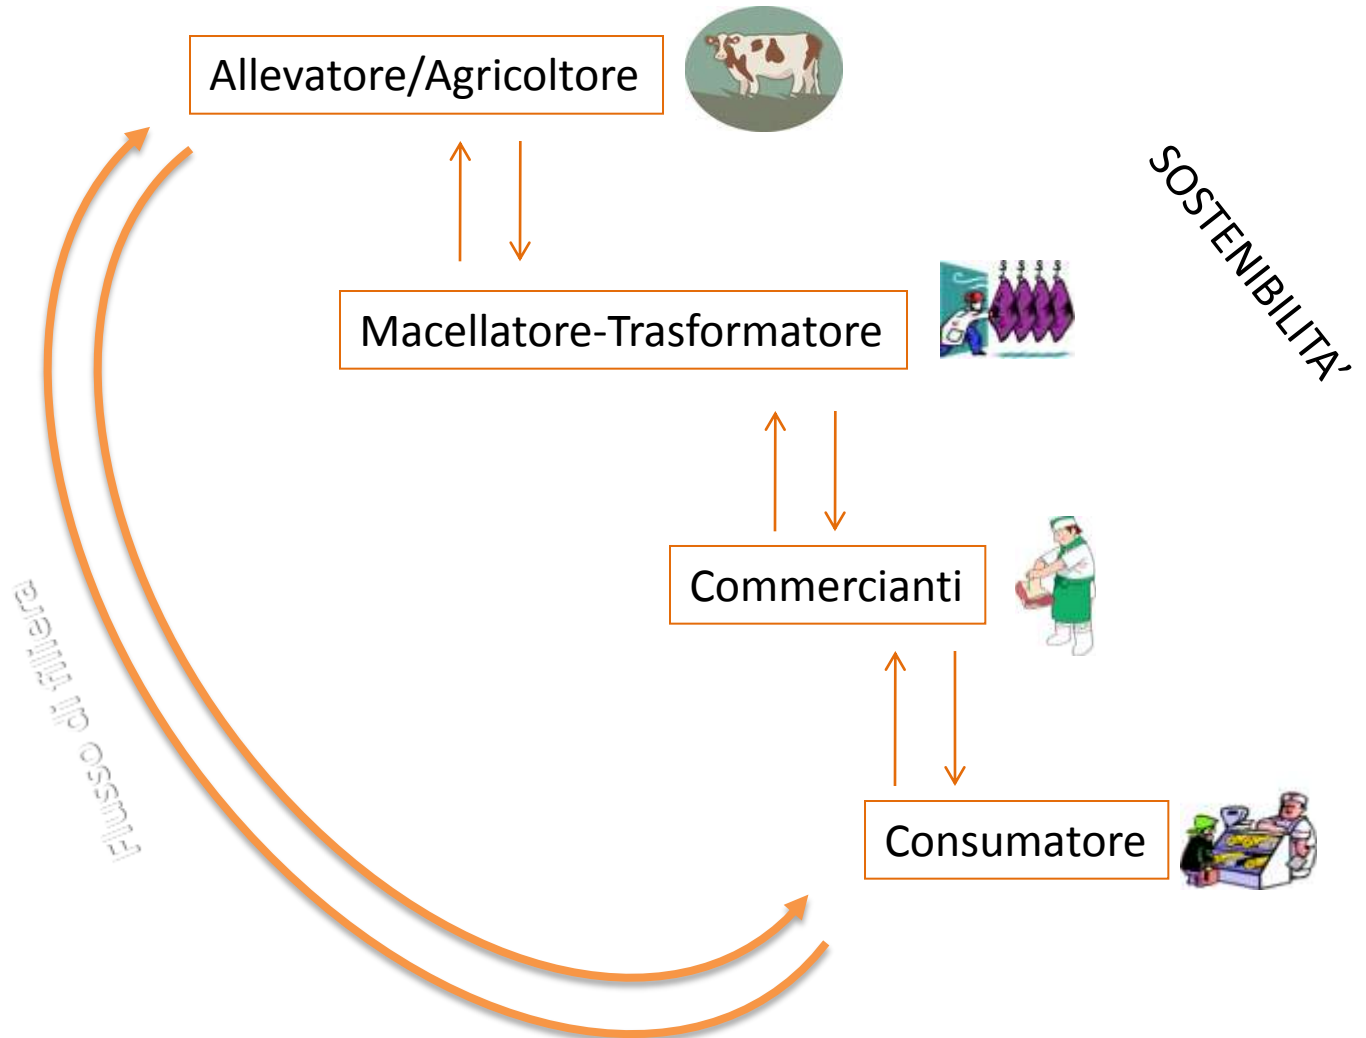 Allevatore/Agricoltore
SOSTENIBILITA’
Macellatore-Trasformatore
$ $ $ $
Commercianti
Flusso di filiera
Consumatore